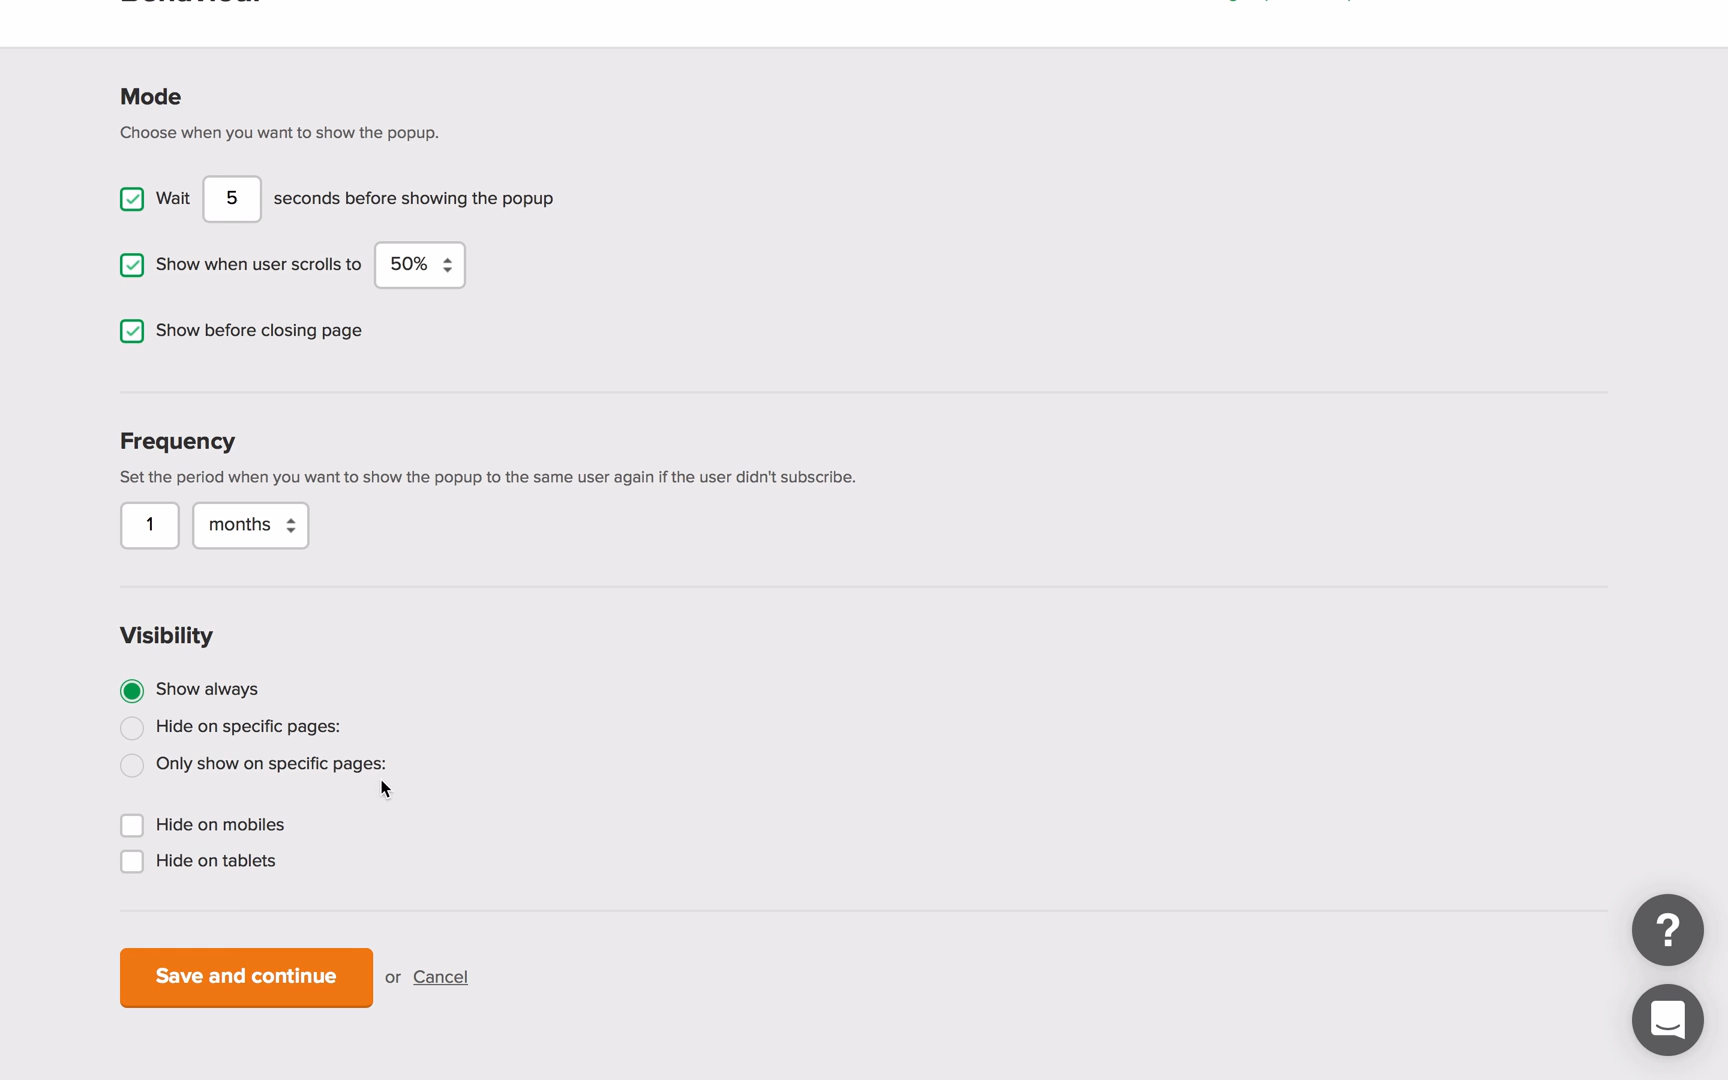 Behaviour
Mode
Choose when you want to show the popup.
Wait 5 seconds before showing the popup
Show when user scrolls to 50%
Show before closing page
Frequency
Set the period when you want to show the popup to the same user again if the user didn't subscribe.
1 months
Visibility
Show always
Hide on specific pages:
Only show on specific pages:
Hide on mobiles
Hide on tablets
Save and continue or Cancel
?